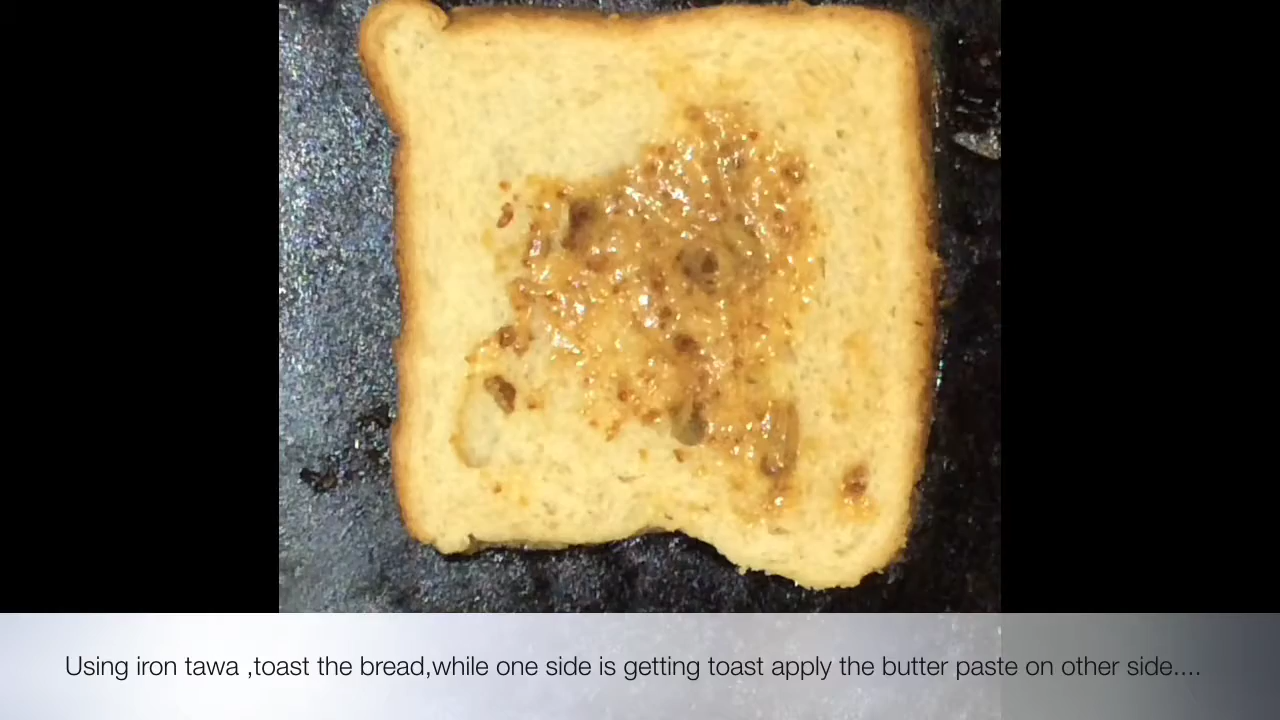 Using iron tawa ,toast the bread,while one side is getting toast apply the butter paste on other side....